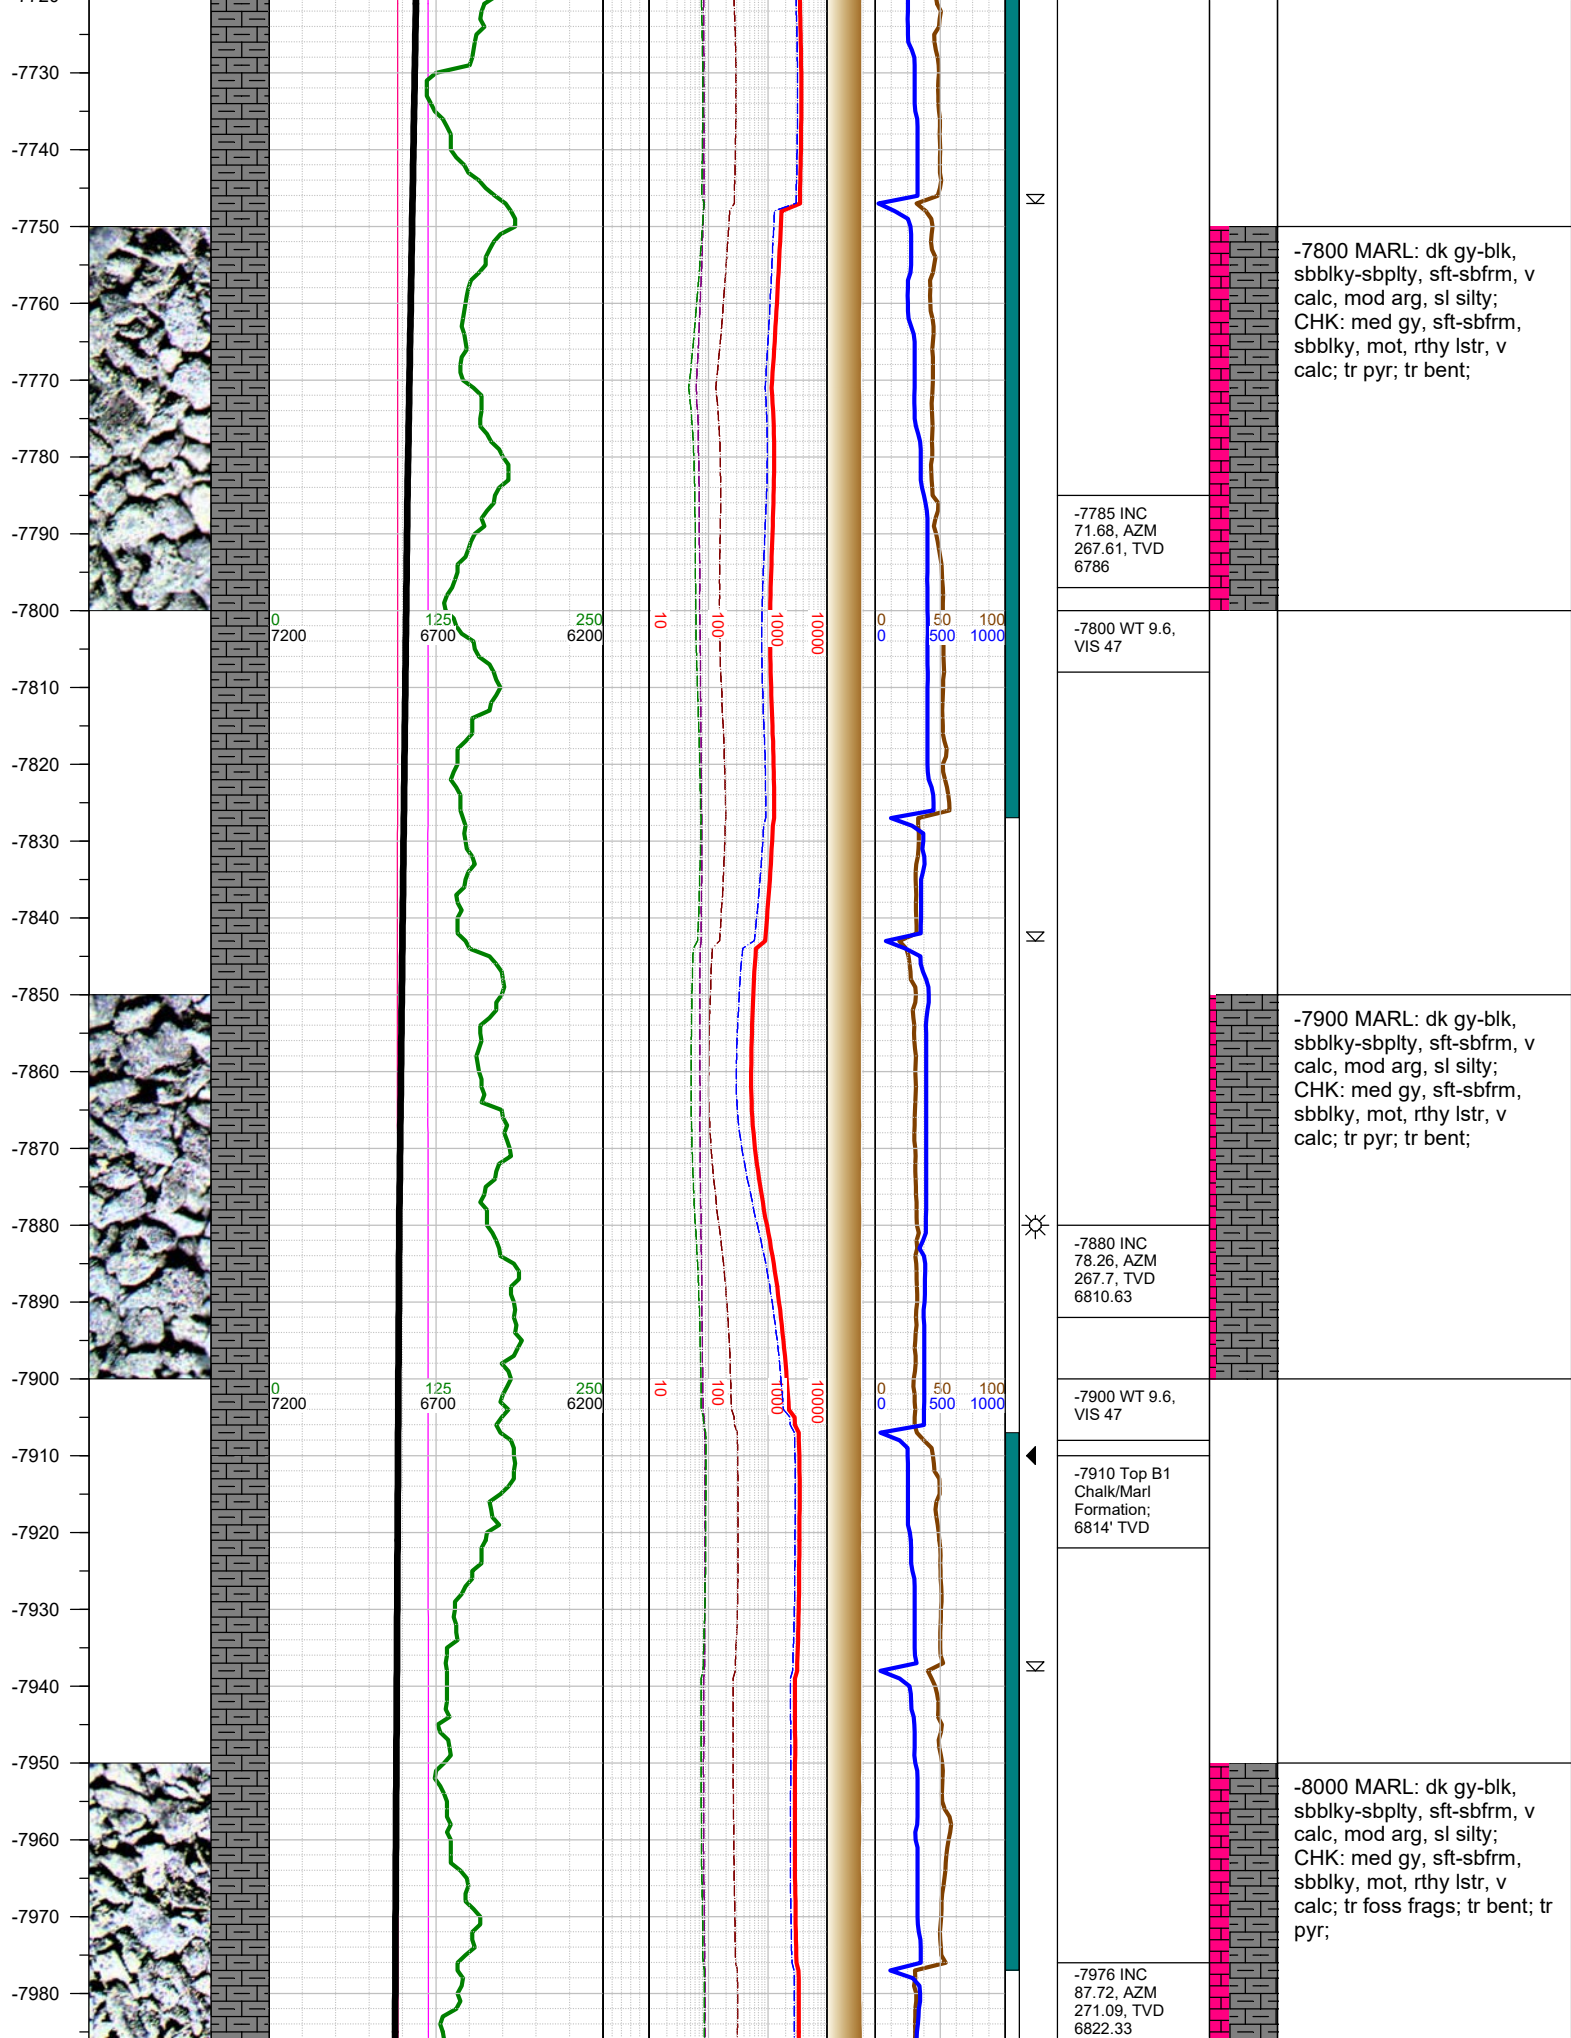 -7720
-7730
-7740
-7750
-7760
-7770
-7780
-7790
-7800
-7810
-7820
-7830
-7840
-7850
-7860
-7870
-7880
-7890
-7900
-7910
-7920
-7930
-7940
-7950
-7960
-7970
-7980
0 125 250
7200 6700 6200
10 100 1000 10000
0 50 100
0 500 1000
0 125 250
7200 6700 6200
10 100 1000 10000
0 50 100
0 500 1000
-7785 INC
71.68, AZM
267.61, TVD
6786
-7800 WT 9.6,
VIS 47
-7880 INC
78.26, AZM
267.7, TVD
6810.63
-7900 WT 9.6,
VIS 47
-7910 Top B1
Chalk/Marl
Formation;
6814' TVD
-7976 INC
87.72, AZM
271.09, TVD
6822.33
-7800 MARL: dk gy-blk,
sbblky-sbplty, sft-sbfrm, v
calc, mod arg, sl silty;
CHK: med gy, sft-sbfrm,
sbblky, mot, rthy lstr, v
calc; tr pyr; tr bent;
-7900 MARL: dk gy-blk,
sbblky-sbplty, sft-sbfrm, v
calc, mod arg, sl silty;
CHK: med gy, sft-sbfrm,
sbblky, mot, rthy lstr, v
calc; tr pyr; tr bent;
-8000 MARL: dk gy-blk,
sbblky-sbplty, sft-sbfrm, v
calc, mod arg, sl silty;
CHK: med gy, sft-sbfrm,
sbblky, mot, rthy lstr, v
calc; tr foss frags; tr bent; tr
pyr;